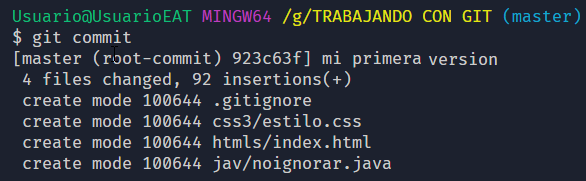 Usuario@UsuarioEAT MINGW64 /g/TRABAJANDO CON GIT (master)
$ git commit
[master (root-commit) 923c63f] mi primera version
4 files changed, 92 insertions(+)
create mode 100644 .gitignore
create mode 100644 css3/estilo.css
create mode 100644 htmls/index.html
create mode 100644 jav/noignorar.java